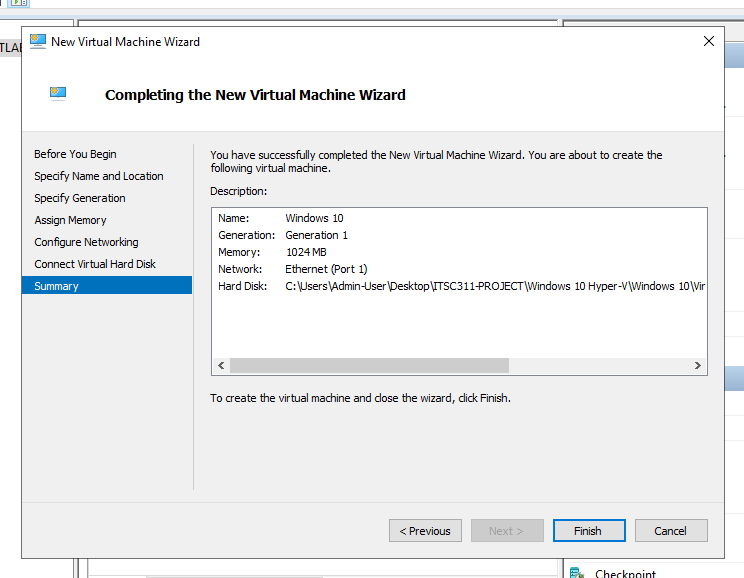 New Virtual Machine Wizard
Completing the New Virtual Machine Wizard
Before You Begin
Specify Name and Location
Specify Generation
Assign Memory
Configure Networking
Connect Virtual Hard Disk
Summary
You have successfully completed the New Virtual Machine Wizard. You are about to create the
following virtual machine.
Description:
Name: Windows 10
Generation: Generation 1
Memory: 1024 MB
Network: Ethernet (Port 1)
Hard Disk: C:\Users\Admin-User\Desktop\ITSC311-PROJECT\Windows 10 Hyper-V\Windows 10\Vir
To create the virtual machine and close the wizard, click Finish.
< Previous
Next >
Finish
Cancel
Checkpoint